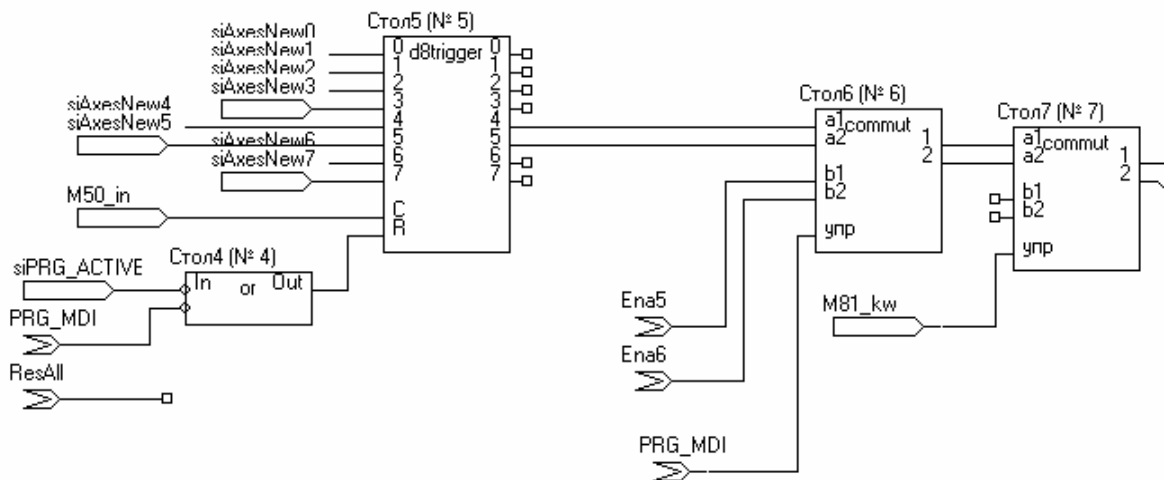 Стол5 (№ 5)
siAxesNew0
siAxesNew1
siAxesNew2
siAxesNew3
siAxesNew4
siAxesNew5
siAxesNew6
siAxesNew7
M50_in
0 d8trigger 0
1 1
2 2
3 3
4 4
5 5
6 6
7 7
C
R
Стол4 (№ 4)
siPRG_ACTIVE
In or Out
PRG_MDI
ResAll
Стол6 (№ 6)
a1 commut 1
a2 2
b1
b2
упр
Стол7 (№ 7)
a1 commut 1
a2 2
b1
b2
упр
Ena5
Ena6
M81_kw
PRG_MDI